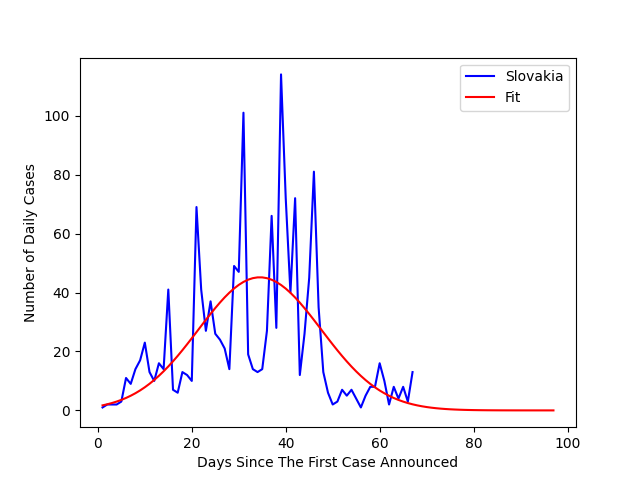 Slovakia
Fit
Number of Daily Cases
100
80
60
40
20
0
0 20 40 60 80 100
Days Since The First Case Announced